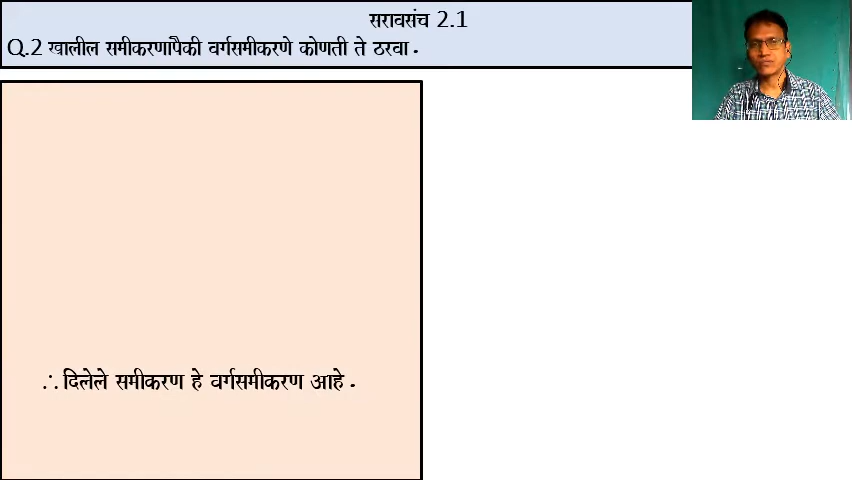 सरावसंच 2.1
Q.2 खालील समीकरणांपैकी वर्गसमीकरणे कोणती ते ठरवा.
∴ दिलेले समीकरण हे वर्गसमीकरण आहे.